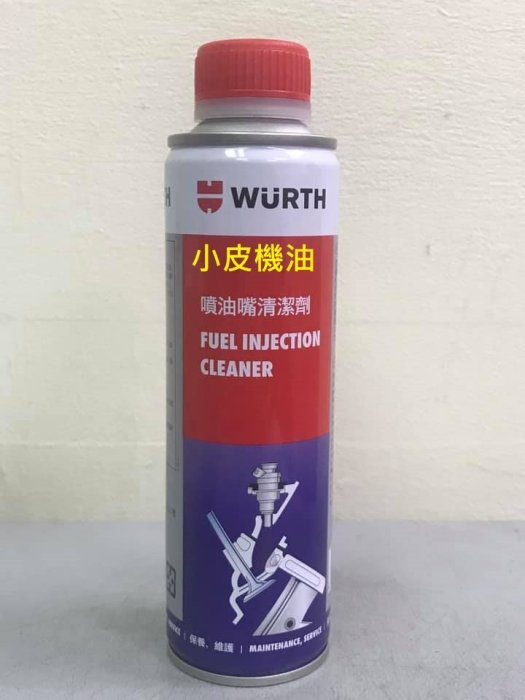 WÜRTH
小皮機油
噴油嘴清潔劑
FUEL INJECTION
CLEANER
保養、維護 | MAINTENANCE, SERVICE